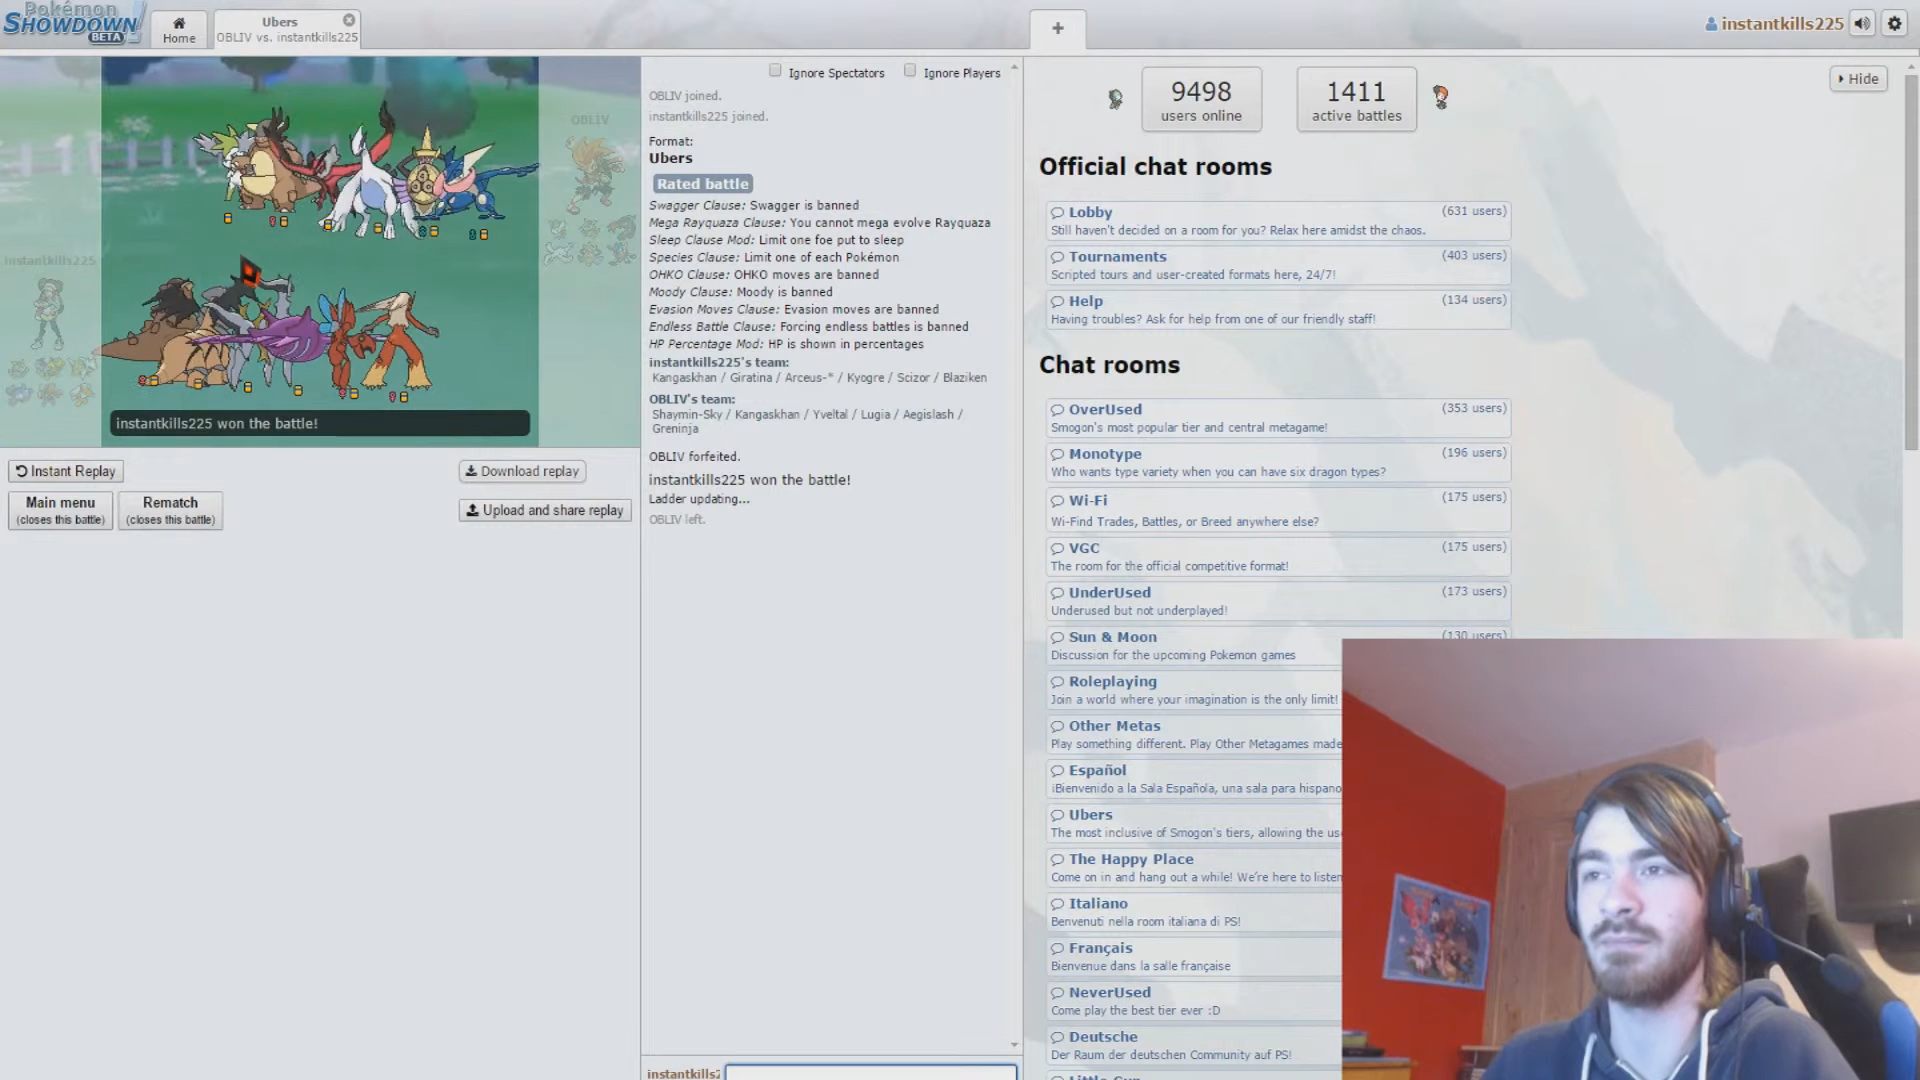 Pokémon
SHOWDOWN
BETA
Home
Ubers
OBLIV vs. instantkills225
+
instantkills225
OBLIV
instantkills225
instantkills225 won the battle!
Instant Replay
Download replay
Main menu
(closes this battle)
Rematch
(closes this battle)
Upload and share replay
Ignore Spectators
Ignore Players
OBLIV joined.
instantkills225 joined.
Format:
Ubers
Rated battle
Swagger Clause: Swagger is banned
Mega Rayquaza Clause: You cannot mega evolve Rayquaza
Sleep Clause Mod: Limit one foe put to sleep
Species Clause: Limit one of each Pokémon
OHKO Clause: OHKO moves are banned
Moody Clause: Moody is banned
Evasion Moves Clause: Evasion moves are banned
Endless Battle Clause: Forcing endless battles is banned
HP Percentage Mod: HP is shown in percentages
instantkills225's team:
Kangaskhan / Giratina / Arceus-* / Kyogre / Scizor / Blaziken
OBLIV's team:
Shaymin-Sky / Kangaskhan / Yveltal / Lugia / Aegislash /
Greninja
OBLIV forfeited.
instantkills225 won the battle!
Ladder updating...
OBLIV left.
instantkills2
Hide
9498
users online
1411
active battles
Official chat rooms
Lobby
(631 users)
Still haven't decided on a room for you? Relax here amidst the chaos.
Tournaments
(403 users)
Scripted tours and user-created formats here, 24/7!
Help
(134 users)
Having troubles? Ask for help from one of our friendly staff!
Chat rooms
OverUsed
(353 users)
Smogon's most popular tier and central metagame!
Monotype
(196 users)
Who wants type variety when you can have six dragon types?
Wi-Fi
(175 users)
Wi-Find Trades, Battles, or Breed anywhere else?
VGC
(175 users)
The room for the official competitive format!
UnderUsed
(173 users)
Underused but not underplayed!
Sun & Moon
(130 users)
Discussion for the upcoming Pokemon games
Roleplaying
Join a world where your imagination is the only limit!
Other Metas
Play something different. Play Other Metagames made
Español
¡Bienvenido a la Sala Española, una sala para hispano
Ubers
The most inclusive of Smogon's tiers, allowing the us
The Happy Place
Come on in and hang out a while! We're here to listen
Italiano
Benvenuti nella room italiana di PS!
Français
Bienvenue dans la salle française
NeverUsed
Come play the best tier ever :D
Deutsche
Der Raum der deutschen Community auf PS!
Little Cup